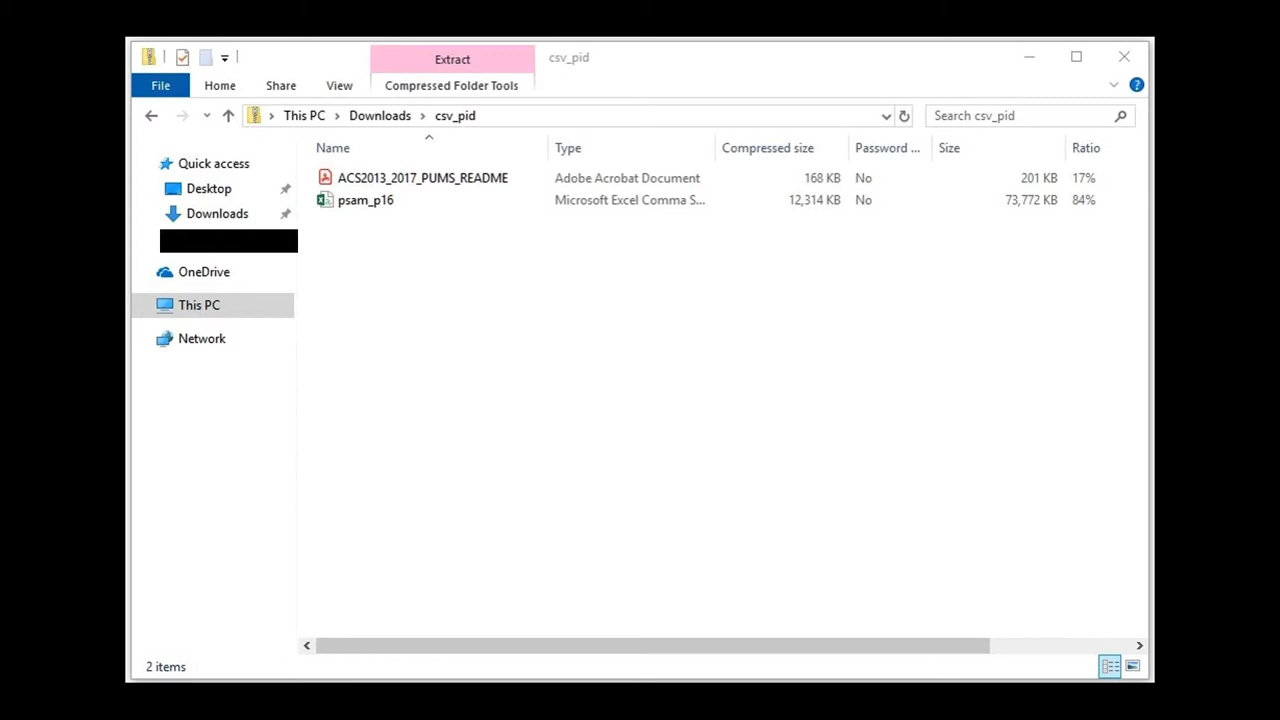 Extract
csv_pid
File
Home
Share
View
Compressed Folder Tools
?
This PC
Downloads
csv_pid
Search csv_pid
Name
Type
Compressed size
Password ...
Size
Ratio
ACS2013_2017_PUMS_README
Adobe Acrobat Document
168 KB
No
201 KB
17%
psam_p16
Microsoft Excel Comma S...
12,314 KB
No
73,772 KB
84%
Quick access
Desktop
Downloads
OneDrive
This PC
Network
2 items